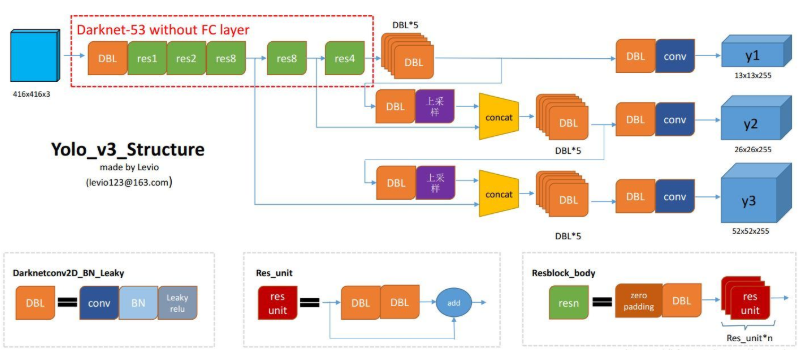 Darknet-53 without FC layer
DBL*5
DBL
res1
res2
res8
res8
res4
DBL
DBL
conv
y1
416x416x3
13x13x255
DBL
上采
样
concat
DBL
DBL
conv
y2
DBL*5
26x26x255
Yolo_v3_Structure
made by Levio
(levio123@163.com)
DBL
上采
样
concat
DBL
DBL
conv
y3
DBL*5
52x52x255
Darknetconv2D_BN_Leaky
DBL
conv
BN
Leaky
relu
Res_unit
res
unit
DBL
DBL
add
Resblock_body
resn
zero
padding
DBL
res
unit
Res_unit*n